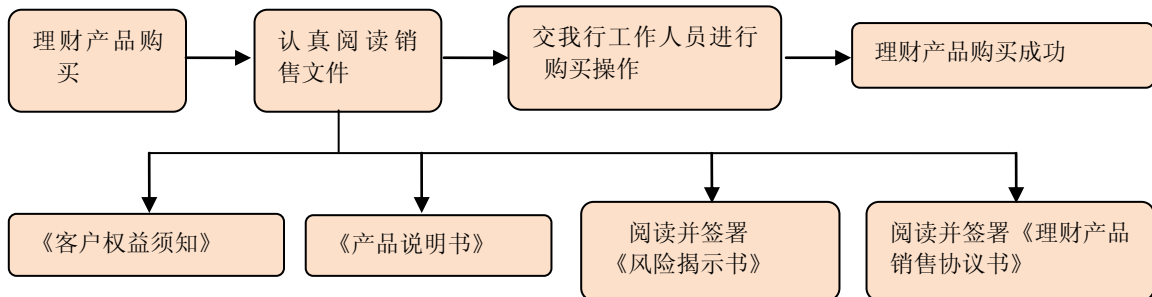 理财产品购
买
认真阅读销
售文件
交我行工作人员进行
购买操作
理财产品购买成功
《客户权益须知》
《产品说明书》
阅读并签署
《风险揭示书》
阅读并签署《理财产品
销售协议书》